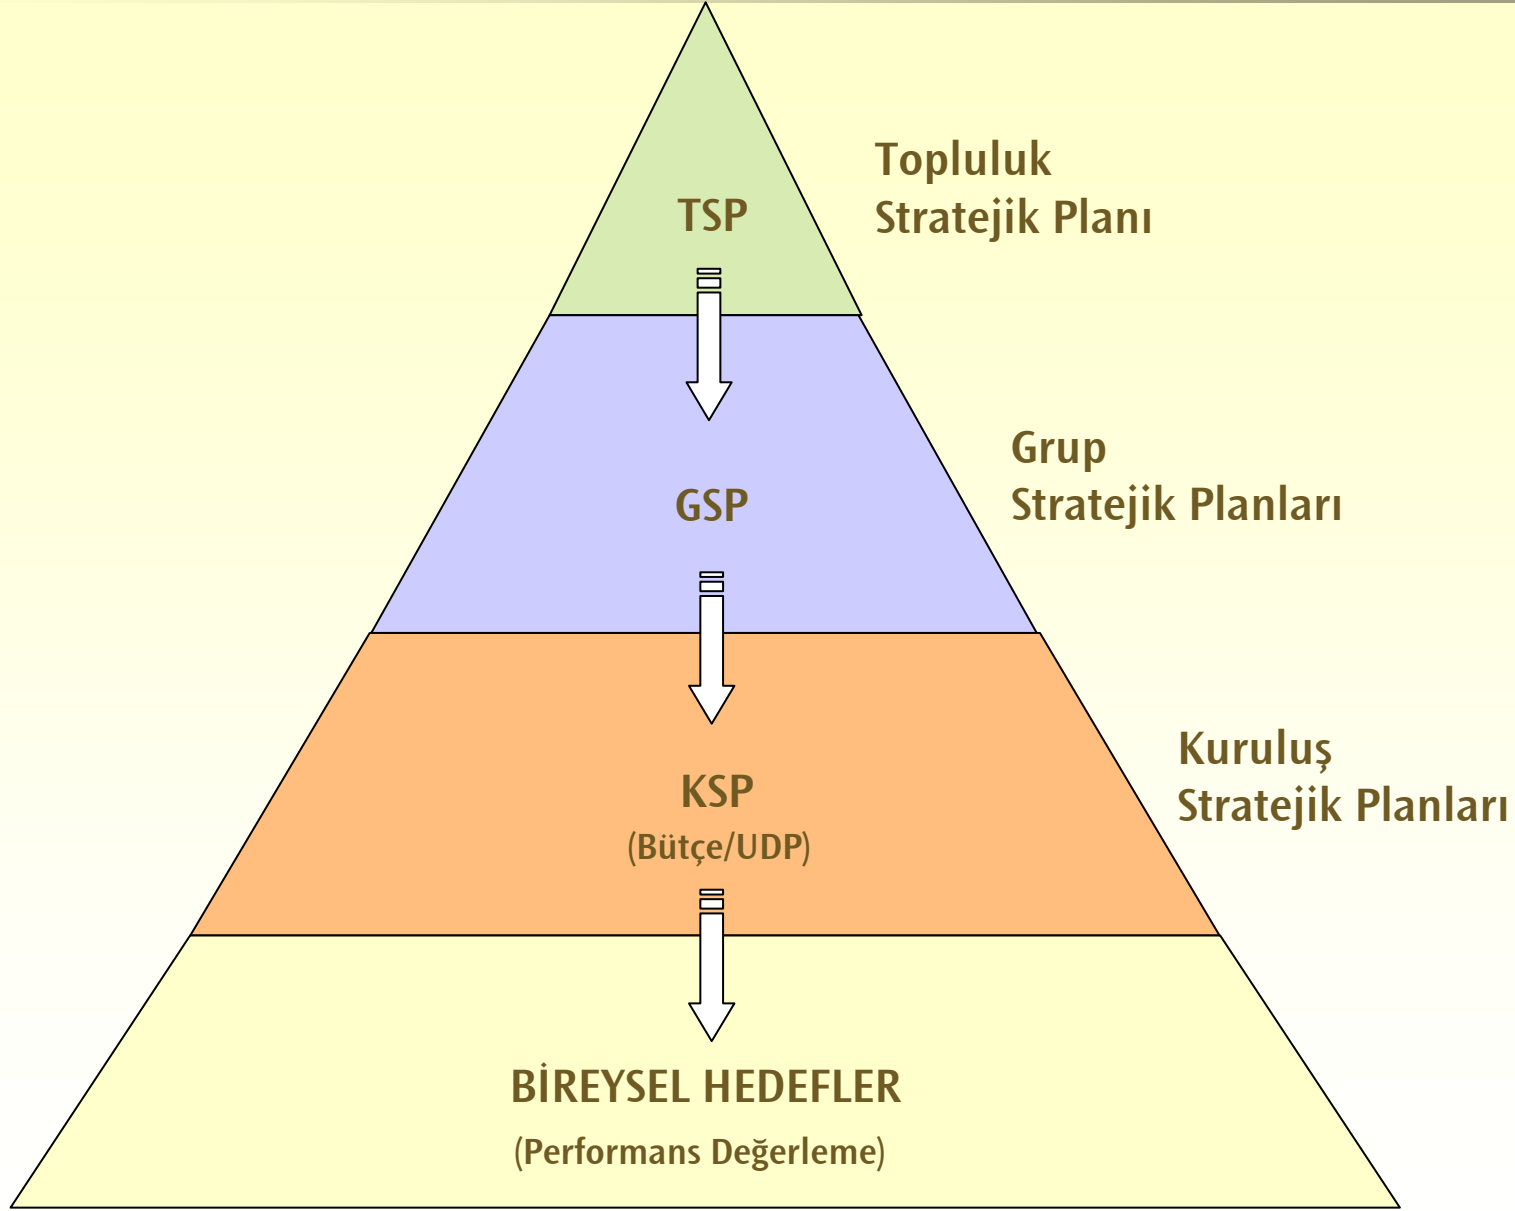 TSP
Topluluk
Stratejik Planı
GSP
Grup
Stratejik Planları
KSP
(Bütçe/UDP)
Kuruluş
Stratejik Planları
BİREYSEL HEDEFLER
(Performans Değerleme)